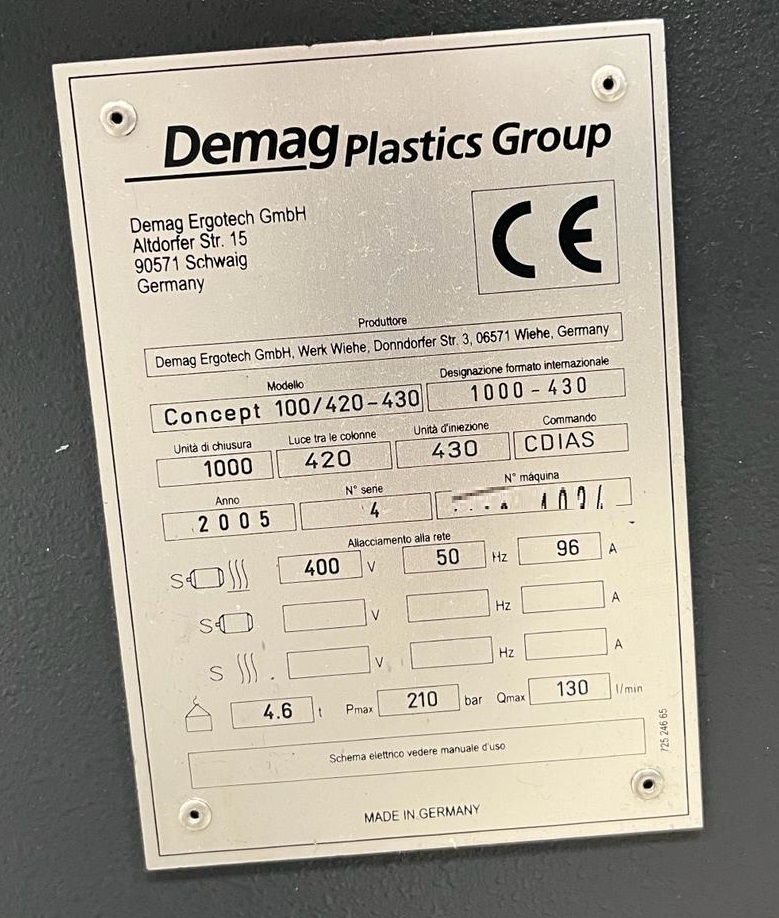 Demag Plastics Group
Demag Ergotech GmbH
Altdorfer Str. 15
90571 Schwaig
Germany
CE
Produttore
Demag Ergotech GmbH, Werk Wiehe, Donndorfer Str. 3, 06571 Wiehe, Germany
Modello Designazione formato internazionale
Concept 100/420-430 1000-430
Unità di chiusura Luce tra le colonne Unità d'iniezione Commando
1000 420 430 CDIAS
Anno N° serie N° máquina
2005 4
Allacciamento alla rete
S 400 V 50 Hz 96 A
S V Hz A
S V Hz A
4.6 t Pmax 210 bar Qmax 130 l/min
Schema elettrico vedere manuale d'uso
725 246 65
MADE IN GERMANY